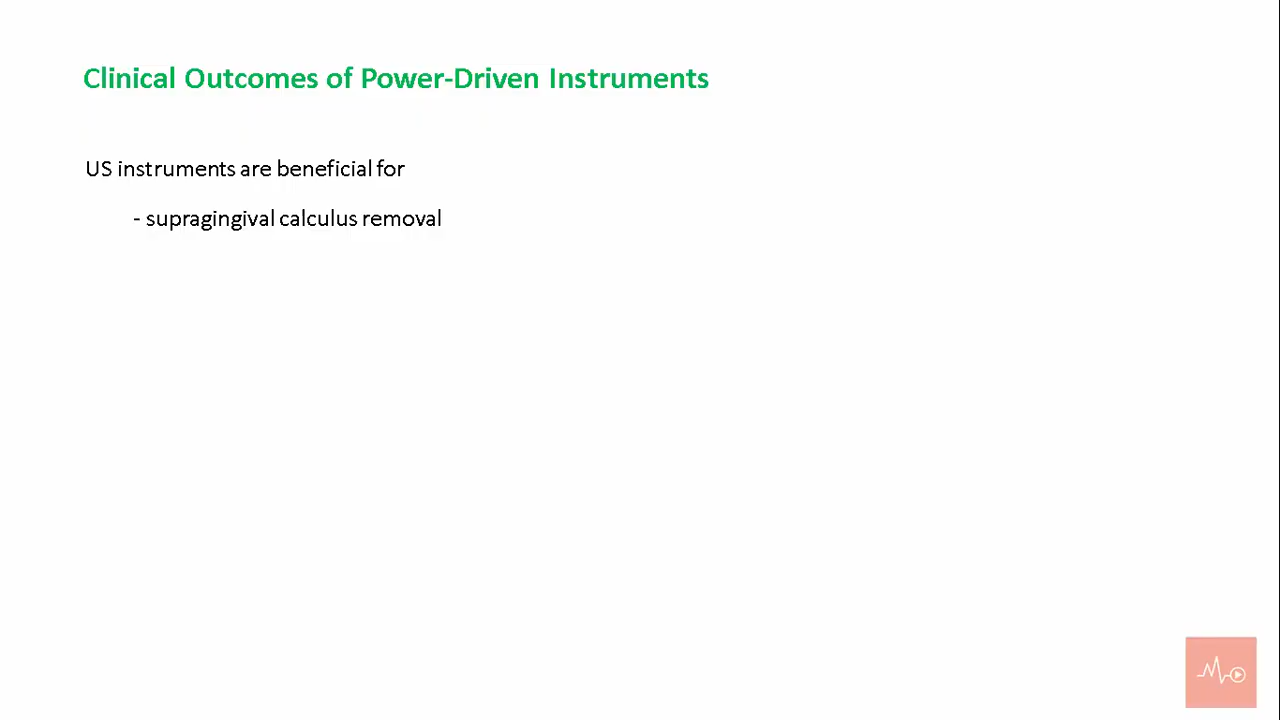 Clinical Outcomes of Power-Driven Instruments
US instruments are beneficial for
- supragingival calculus removal